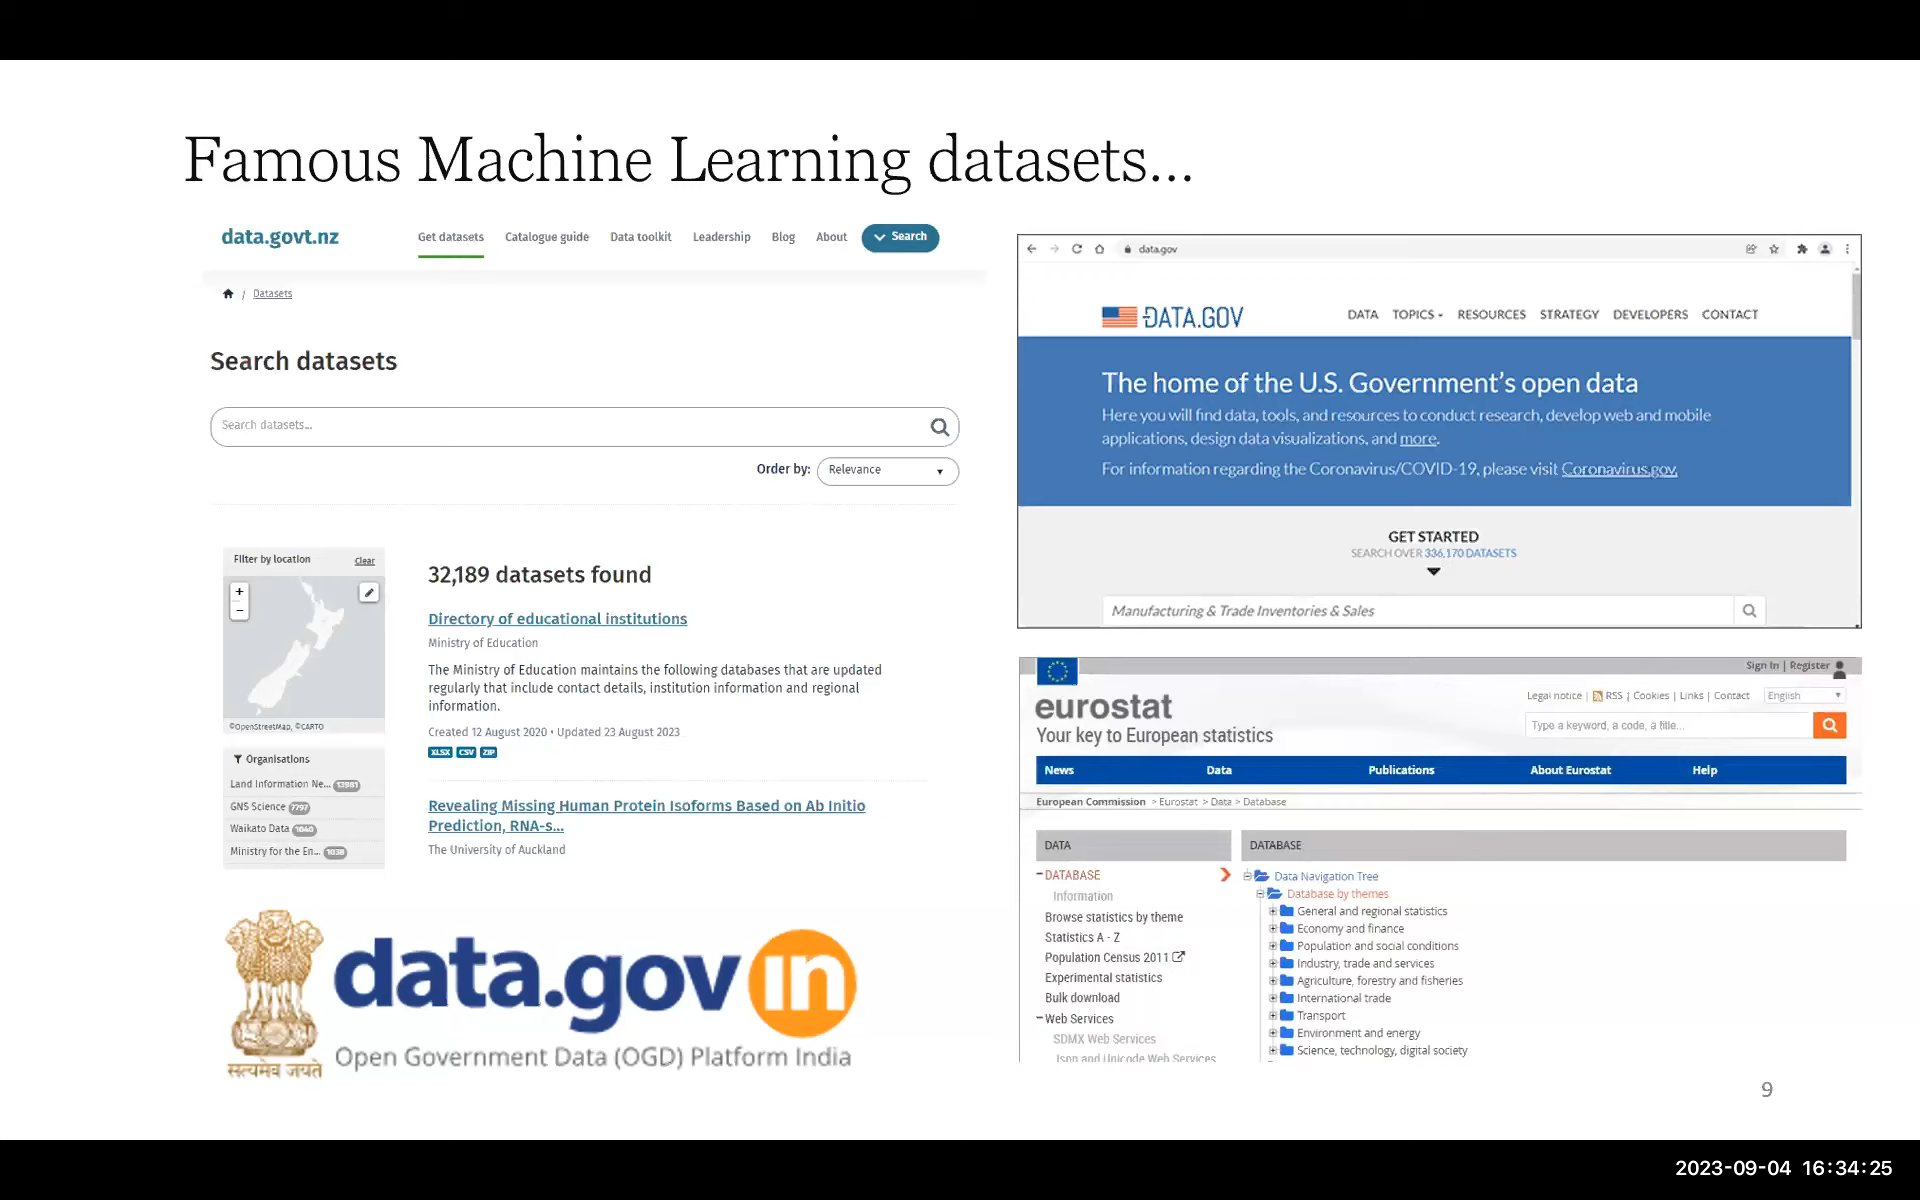 Famous Machine Learning datasets...
data.govt.nz
Get datasets
Catalogue guide
Data toolkit
Leadership
Blog
About
Search
/ Datasets
Search datasets
Search datasets...
Order by: Relevance
Filter by location
Clear
+
−
©OpenStreetMap, ©CARTO
Organisations
Land Information Ne...
GNS Science 7797
Waikato Data 1040
Ministry for the En... 1038
32,189 datasets found
Directory of educational institutions
Ministry of Education
The Ministry of Education maintains the following databases that are updated
regularly that include contact details, institution information and regional
information.
Created 12 August 2020 • Updated 23 August 2023
XLSX CSV ZIP
Revealing Missing Human Protein Isoforms Based on Ab Initio
Prediction, RNA-s...
The University of Auckland
सत्यमेव जयते
data.gov in
Open Government Data (OGD) Platform India
data.gov
DATA.GOV
DATA TOPICS RESOURCES STRATEGY DEVELOPERS CONTACT
The home of the U.S. Government's open data
Here you will find data, tools, and resources to conduct research, develop web and mobile
applications, design data visualizations, and more.
For information regarding the Coronavirus/COVID-19, please visit Coronavirus.gov.
GET STARTED
SEARCH OVER 336,170 DATASETS
Manufacturing & Trade Inventories & Sales
Sign In | Register
eurostat
Your key to European statistics
Legal notice | RSS | Cookies | Links | Contact
English
Type a keyword, a code, a title...
News
Data
Publications
About Eurostat
Help
European Commission > Eurostat > Data > Database
DATA
DATABASE
Information
Browse statistics by theme
Statistics A - Z
Population Census 2011
Experimental statistics
Bulk download
Web Services
SDMX Web Services
Json and Unicode Web Services
DATABASE
Data Navigation Tree
Database by themes
General and regional statistics
Economy and finance
Population and social conditions
Industry, trade and services
Agriculture, forestry and fisheries
International trade
Transport
Environment and energy
Science, technology, digital society
9
2023-09-04 16:34:25